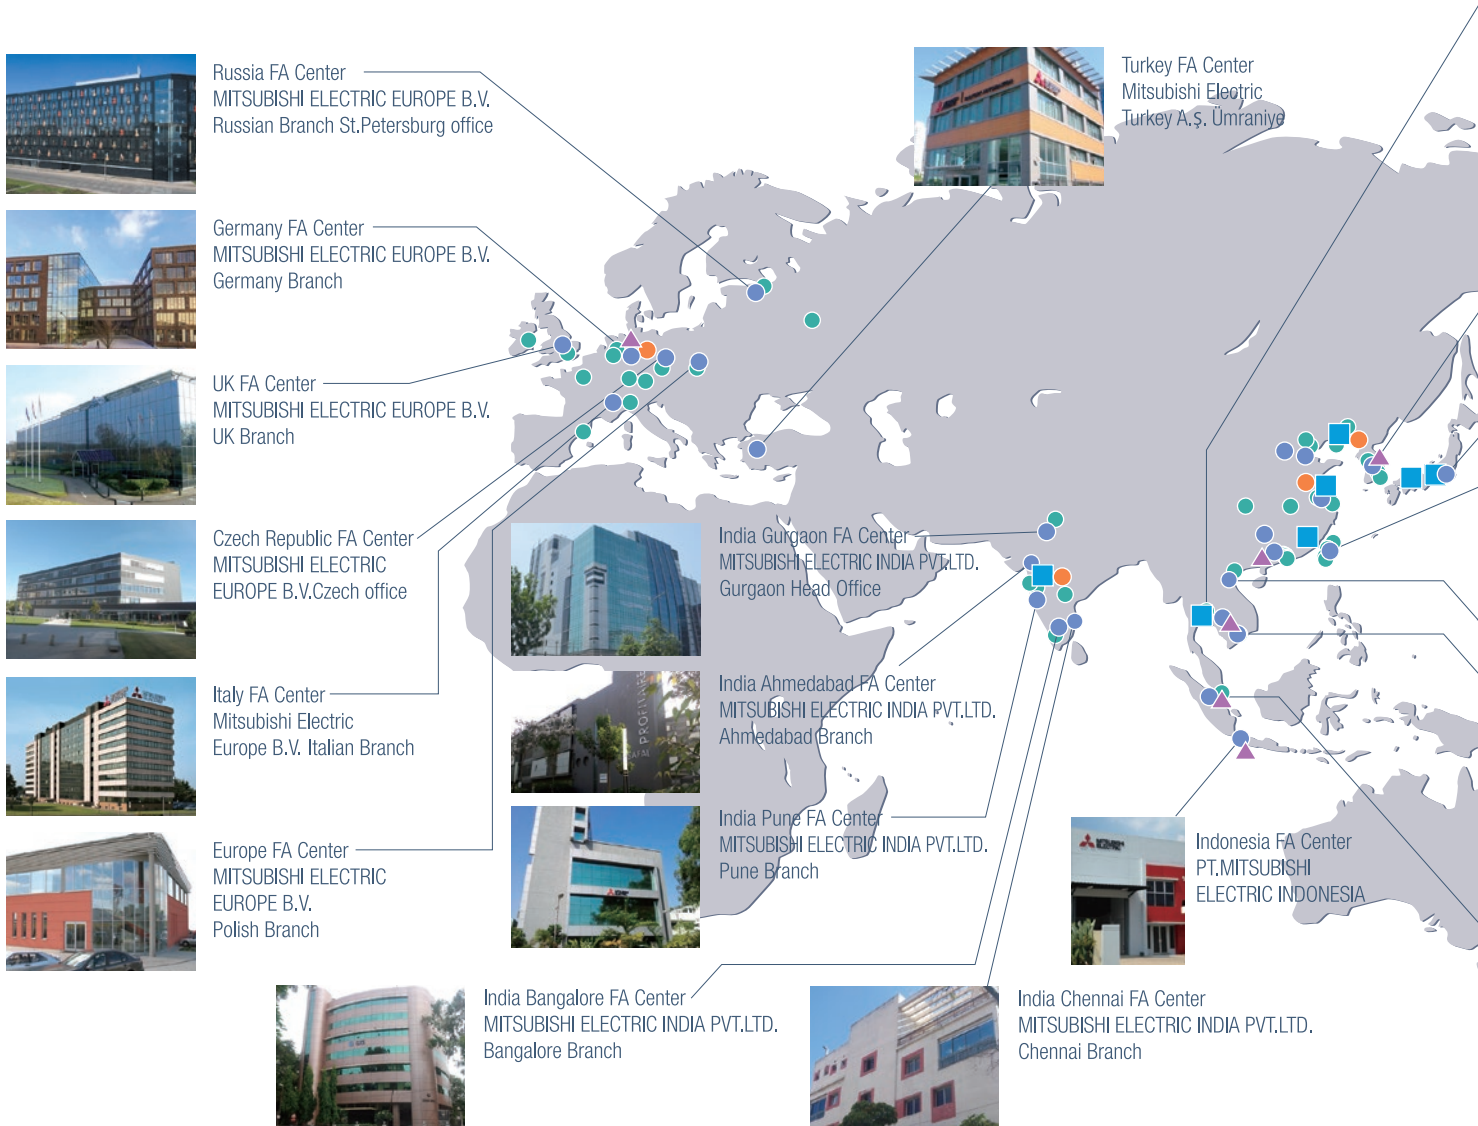 Russia FA Center
MITSUBISHI ELECTRIC EUROPE B.V.
Russian Branch St.Petersburg office
Germany FA Center
MITSUBISHI ELECTRIC EUROPE B.V.
Germany Branch
UK FA Center
MITSUBISHI ELECTRIC EUROPE B.V.
UK Branch
Czech Republic FA Center
MITSUBISHI ELECTRIC
EUROPE B.V.Czech office
Italy FA Center
Mitsubishi Electric
Europe B.V. Italian Branch
Europe FA Center
MITSUBISHI ELECTRIC
EUROPE B.V.
Polish Branch
Turkey FA Center
Mitsubishi Electric
Turkey A.Ş. Ümraniye
India Gurgaon FA Center
MITSUBISHI ELECTRIC INDIA PVT.LTD.
Gurgaon Head Office
India Ahmedabad FA Center
MITSUBISHI ELECTRIC INDIA PVT.LTD.
Ahmedabad Branch
India Pune FA Center
MITSUBISHI ELECTRIC INDIA PVT.LTD.
Pune Branch
Indonesia FA Center
PT.MITSUBISHI
ELECTRIC INDONESIA
India Bangalore FA Center
MITSUBISHI ELECTRIC INDIA PVT.LTD.
Bangalore Branch
India Chennai FA Center
MITSUBISHI ELECTRIC INDIA PVT.LTD.
Chennai Branch